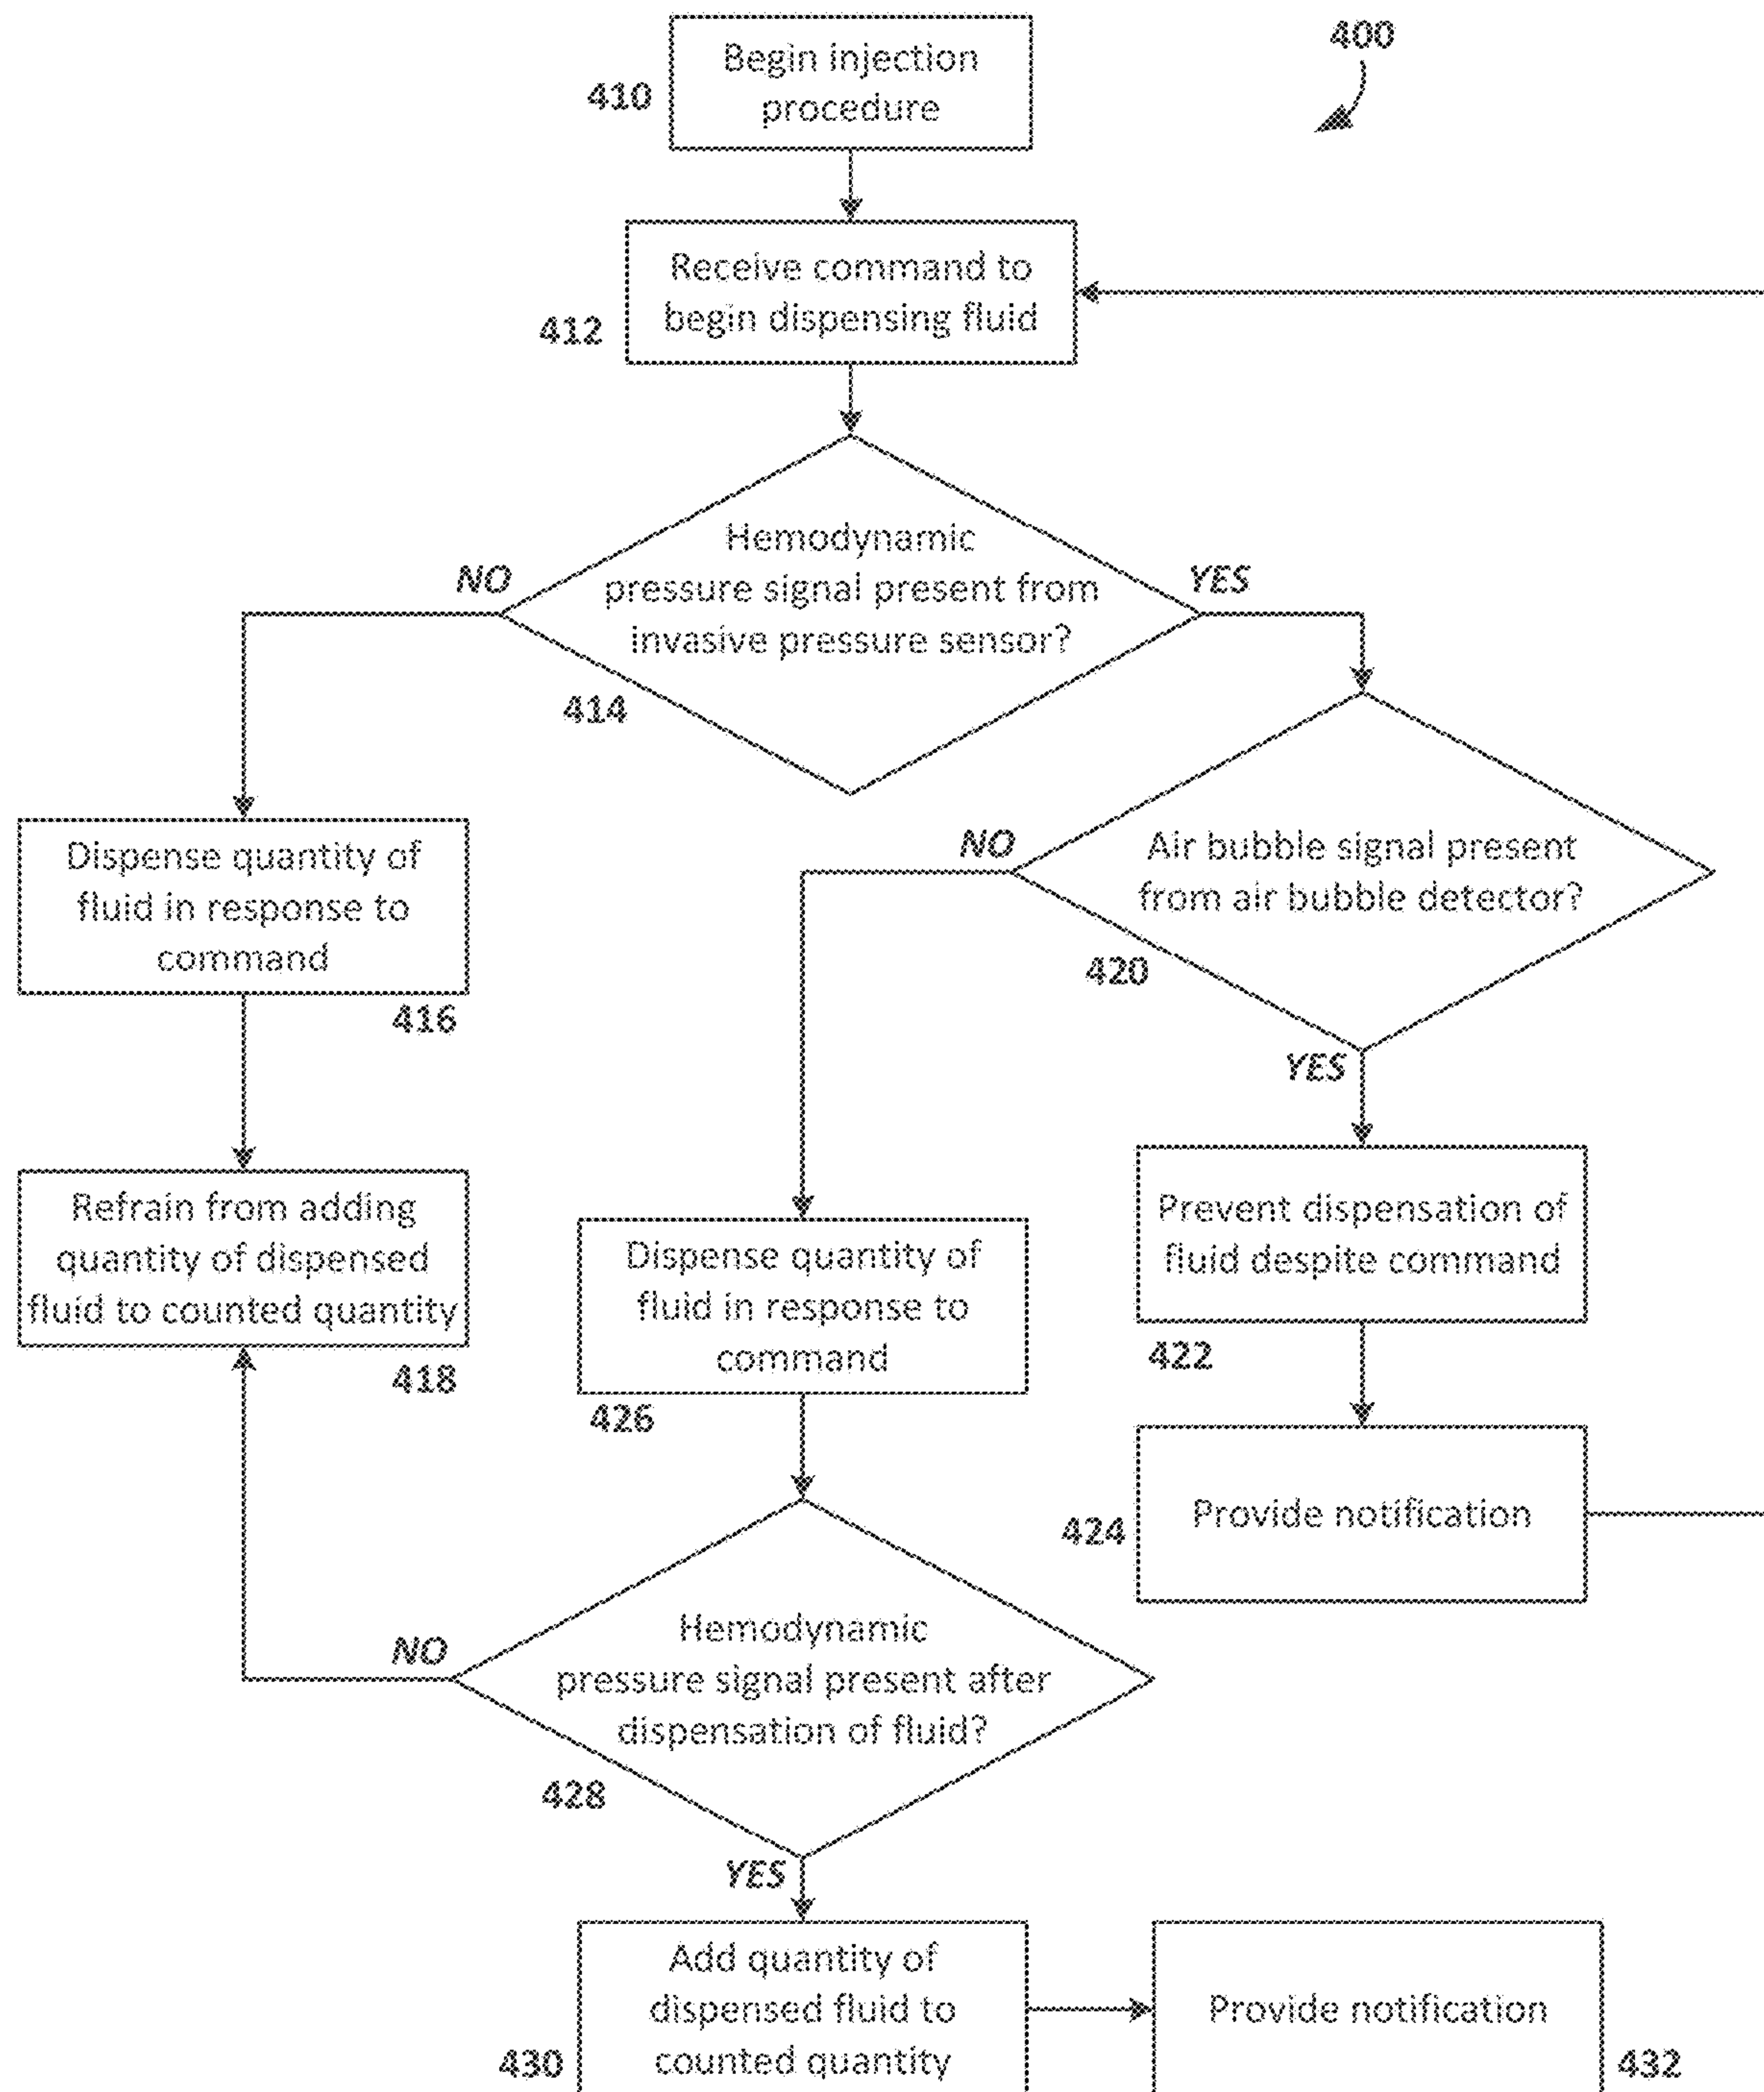 400
Begin injection
procedure
410
Receive command to
begin dispensing fluid
412
Hemodynamic
pressure signal present from
invasive pressure sensor?
NO
YES
414
Dispense quantity of
fluid in response to
command
416
Air bubble signal present
from air bubble detector?
NO
420
YES
Refrain from adding
quantity of dispensed
fluid to counted quantity
418
Dispense quantity of
fluid in response to
command
426
Prevent dispensation of
fluid despite command
422
Provide notification
424
Hemodynamic
pressure signal present after
dispensation of fluid?
NO
428
YES
Add quantity of
dispensed fluid to
counted quantity
430
Provide notification
432